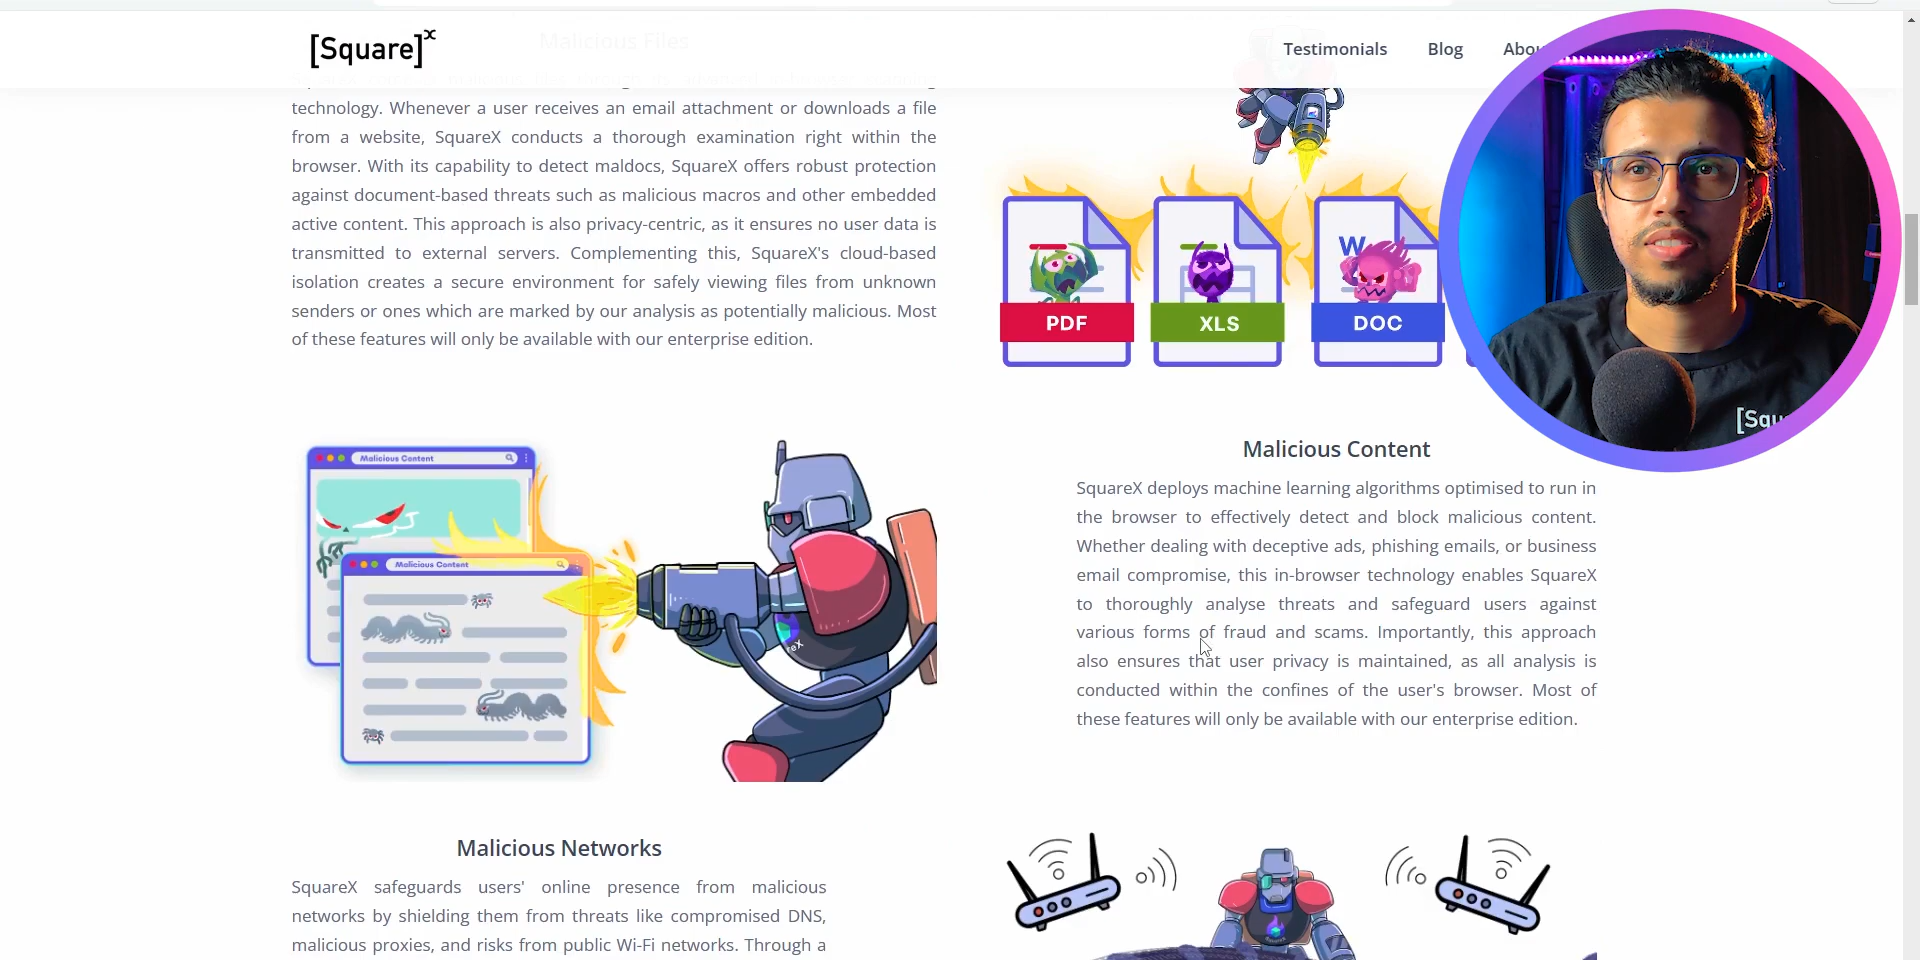 [Square]x
Malicious Files
Testimonials
Blog
technology. Whenever a user receives an email attachment or downloads a file
from a website, SquareX conducts a thorough examination right within the
browser. With its capability to detect maldocs, SquareX offers robust protection
against document-based threats such as malicious macros and other embedded
active content. This approach is also privacy-centric, as it ensures no user data is
transmitted to external servers. Complementing this, SquareX's cloud-based
isolation creates a secure environment for safely viewing files from unknown
senders or ones which are marked by our analysis as potentially malicious. Most
of these features will only be available with our enterprise edition.
W
PDF
XLS
DOC
[Squ
Malicious Content
Malicious Content
reX
Malicious Content
SquareX deploys machine learning algorithms optimised to run in
the browser to effectively detect and block malicious content.
Whether dealing with deceptive ads, phishing emails, or business
email compromise, this in-browser technology enables SquareX
to thoroughly analyse threats and safeguard users against
various forms of fraud and scams. Importantly, this approach
also ensures that user privacy is maintained, as all analysis is
conducted within the confines of the user's browser. Most of
these features will only be available with our enterprise edition.
Malicious Networks
SquareX safeguards users' online presence from malicious
networks by shielding them from threats like compromised DNS,
malicious proxies, and risks from public Wi-Fi networks. Through a